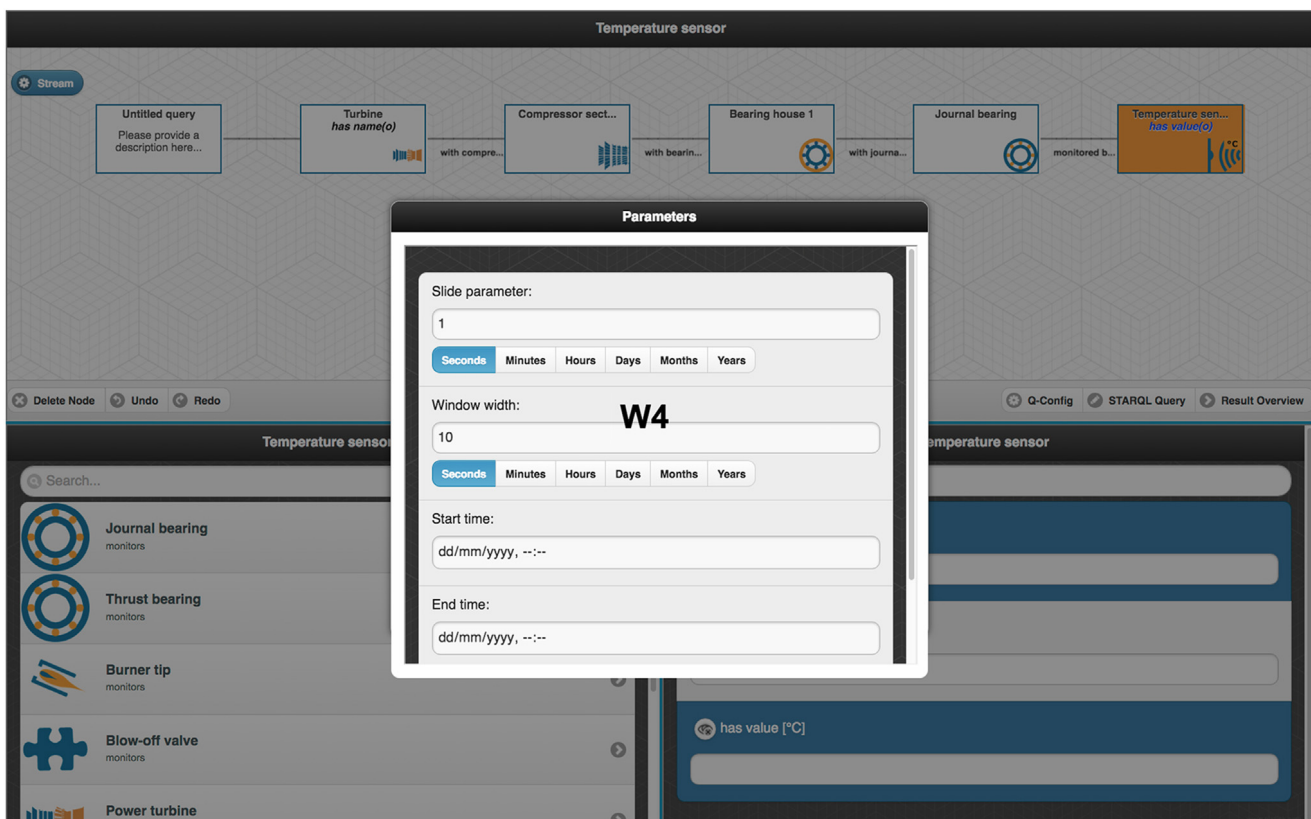 Temperature sensor
Stream
Untitled query
Please provide a
description here...
Turbine
has name(o)
with compre...
Compressor sect...
with bearin...
Bearing house 1
with journa...
Journal bearing
monitored b...
Temperature sen...
has value(o)
°C
Parameters
Slide parameter:
1
Seconds Minutes Hours Days Months Years
Window width:
W4
10
Seconds Minutes Hours Days Months Years
Start time:
dd/mm/yyyy, --:--
End time:
dd/mm/yyyy, --:--
Delete Node Undo Redo
Q-Config STARQL Query Result Overview
Temperature senso
emperature sensor
Search...
Journal bearing
monitors
Thrust bearing
monitors
Burner tip
monitors
Blow-off valve
monitors
Power turbine
has value [°C]